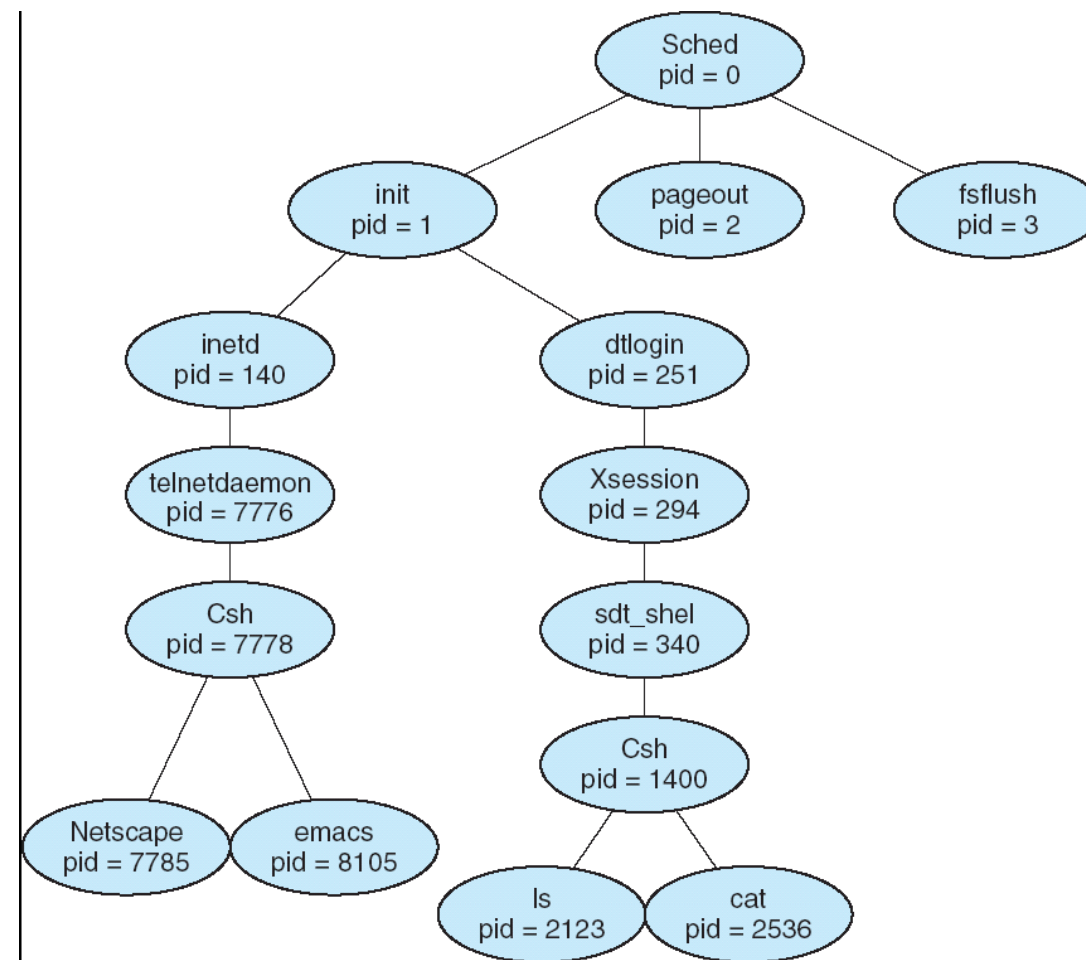 Sched
pid = 0
init
pid = 1
pageout
pid = 2
fsflush
pid = 3
inetd
pid = 140
dtlogin
pid = 251
telnetdaemon
pid = 7776
Xsession
pid = 294
Csh
pid = 7778
sdt_shel
pid = 340
Csh
pid = 1400
Netscape
pid = 7785
emacs
pid = 8105
ls
pid = 2123
cat
pid = 2536